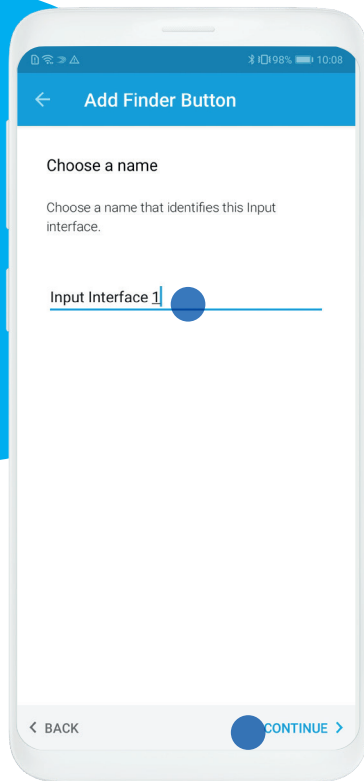 98% 10:08
Add Finder Button
Choose a name
Choose a name that identifies this Input
interface.
Input Interface 1
BACK CONTINUE